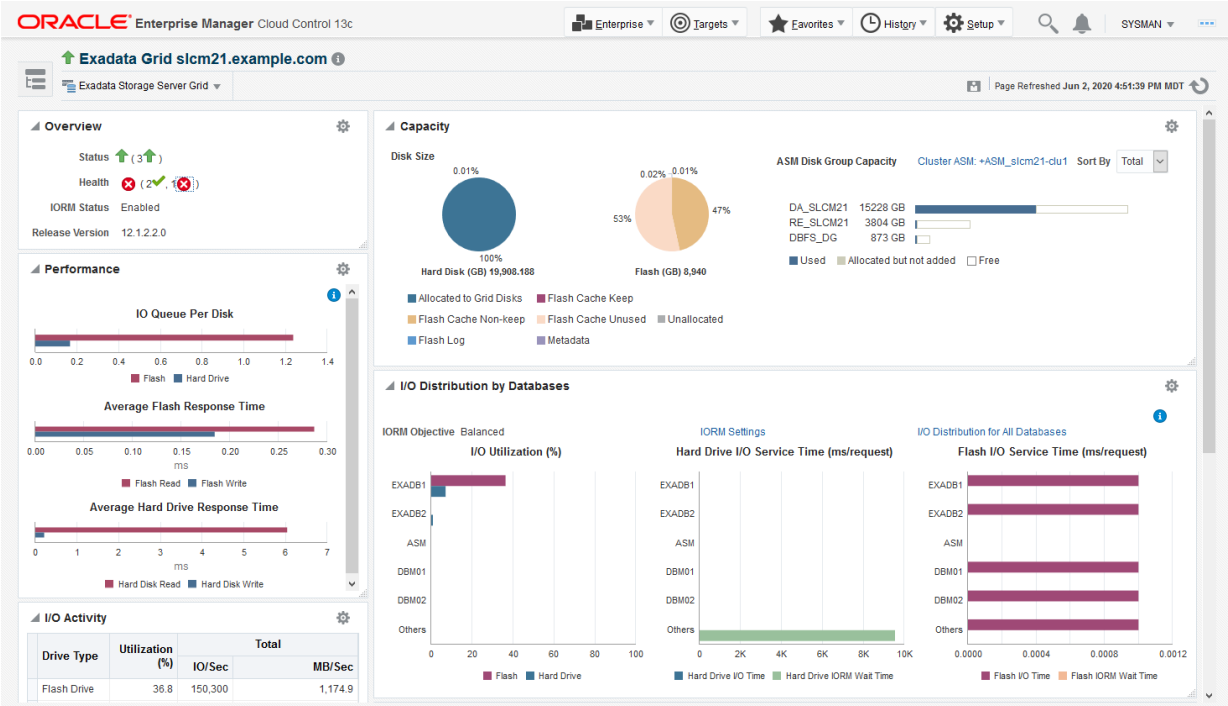 ORACLE Enterprise Manager Cloud Control 13c
Enterprise Targets Favorites History Setup SYSMAN
Exadata Grid slcm21.example.com
Exadata Storage Server Grid
Page Refreshed Jun 2, 2020 4:51:39 PM MDT
Overview
Status (3)
Health (2, 1)
IORM Status Enabled
Release Version 12.1.2.2.0
Performance
IO Queue Per Disk
0.0 0.2 0.4 0.6 0.8 1.0 1.2 1.4
Flash Hard Drive
Average Flash Response Time
0.00 0.05 0.10 0.15 0.20 0.25 0.30
ms
Flash Read Flash Write
Average Hard Drive Response Time
0 1 2 3 4 5 6 7
ms
Hard Disk Read Hard Disk Write
I/O Activity
Drive Type Utilization (%) Total
IO/Sec MB/Sec
Flash Drive 36.8 150,300 1,174.9
Capacity
Disk Size
0.01%
100%
Hard Disk (GB) 19,908.188
0.02% 0.01%
53% 47%
Flash (GB) 8,940
Allocated to Grid Disks Flash Cache Keep
Flash Cache Non-keep Flash Cache Unused Unallocated
Flash Log Metadata
ASM Disk Group Capacity Cluster ASM: +ASM_slcm21-clu1 Sort By Total
DA_SLCM21 15228 GB
RE_SLCM21 3804 GB
DBFS_DG 873 GB
Used Allocated but not added Free
I/O Distribution by Databases
IORM Objective Balanced IORM Settings I/O Distribution for All Databases
I/O Utilization (%)
EXADB1
EXADB2
ASM
DBM01
DBM02
Others
0 20 40 60 80 100
Flash Hard Drive
Hard Drive I/O Service Time (ms/request)
EXADB1
EXADB2
ASM
DBM01
DBM02
Others
0 2K 4K 6K 8K 10K
Hard Drive I/O Time Hard Drive IORM Wait Time
Flash I/O Service Time (ms/request)
EXADB1
EXADB2
ASM
DBM01
DBM02
Others
0.0000 0.0004 0.0008 0.0012
Flash I/O Time Flash IORM Wait Time